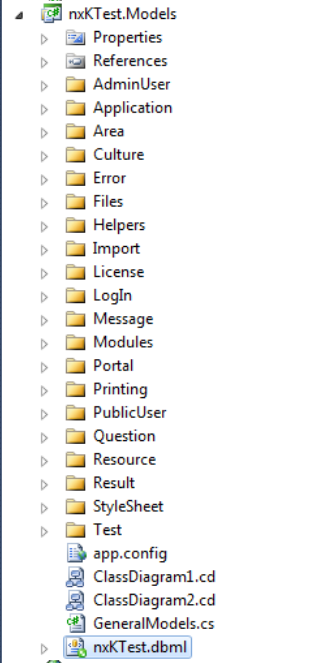 nxKTest.Models
Properties
References
AdminUser
Application
Area
Culture
Error
Files
Helpers
Import
License
LogIn
Message
Modules
Portal
Printing
PublicUser
Question
Resource
Result
StyleSheet
Test
app.config
ClassDiagram1.cd
ClassDiagram2.cd
GeneralModels.cs
nxKTest.dbml